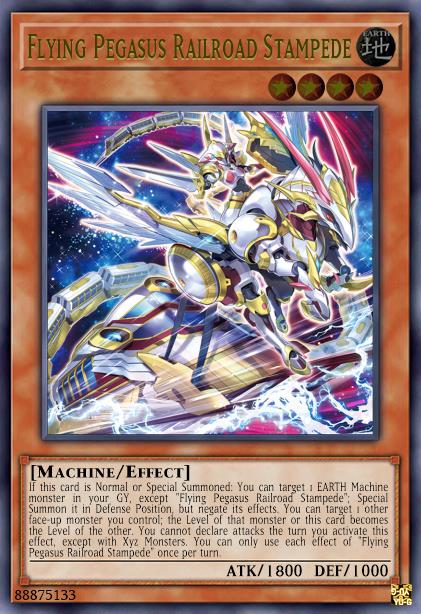 FLYING PEGASUS RAILROAD STAMPEDE
EARTH
地
[MACHINE/EFFECT]
If this card is Normal or Special Summoned: You can target 1 EARTH Machine
monster in your GY, except "Flying Pegasus Railroad Stampede"; Special
Summon it in Defense Position, but negate its effects. You can target 1 other
face-up monster you control; the Level of that monster or this card becomes
the Level of the other. You cannot declare attacks the turn you activate this
effect, except with Xyz Monsters. You can only use each effect of "Flying
Pegasus Railroad Stampede" once per turn.
ATK/1800 DEF/1000
88875133